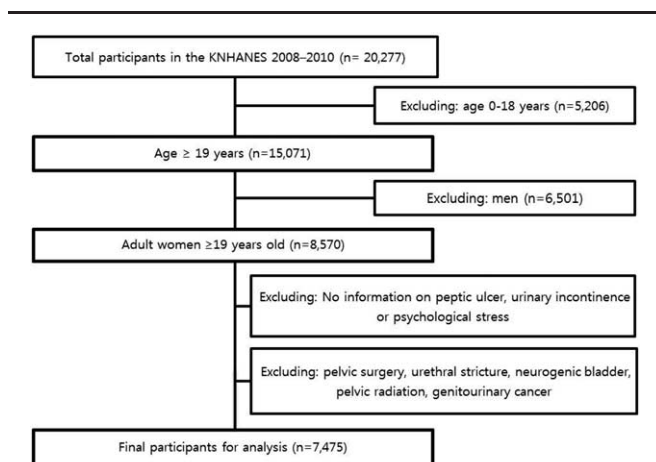 Total participants in the KNHANES 2008–2010 (n= 20,277)
Excluding: age 0-18 years (n=5,206)
Age ≥ 19 years (n=15,071)
Excluding: men (n=6,501)
Adult women ≥19 years old (n=8,570)
Excluding: No information on peptic ulcer, urinary incontinence
or psychological stress
Excluding: pelvic surgery, urethral stricture, neurogenic bladder,
pelvic radiation, genitourinary cancer
Final participants for analysis (n=7,475)